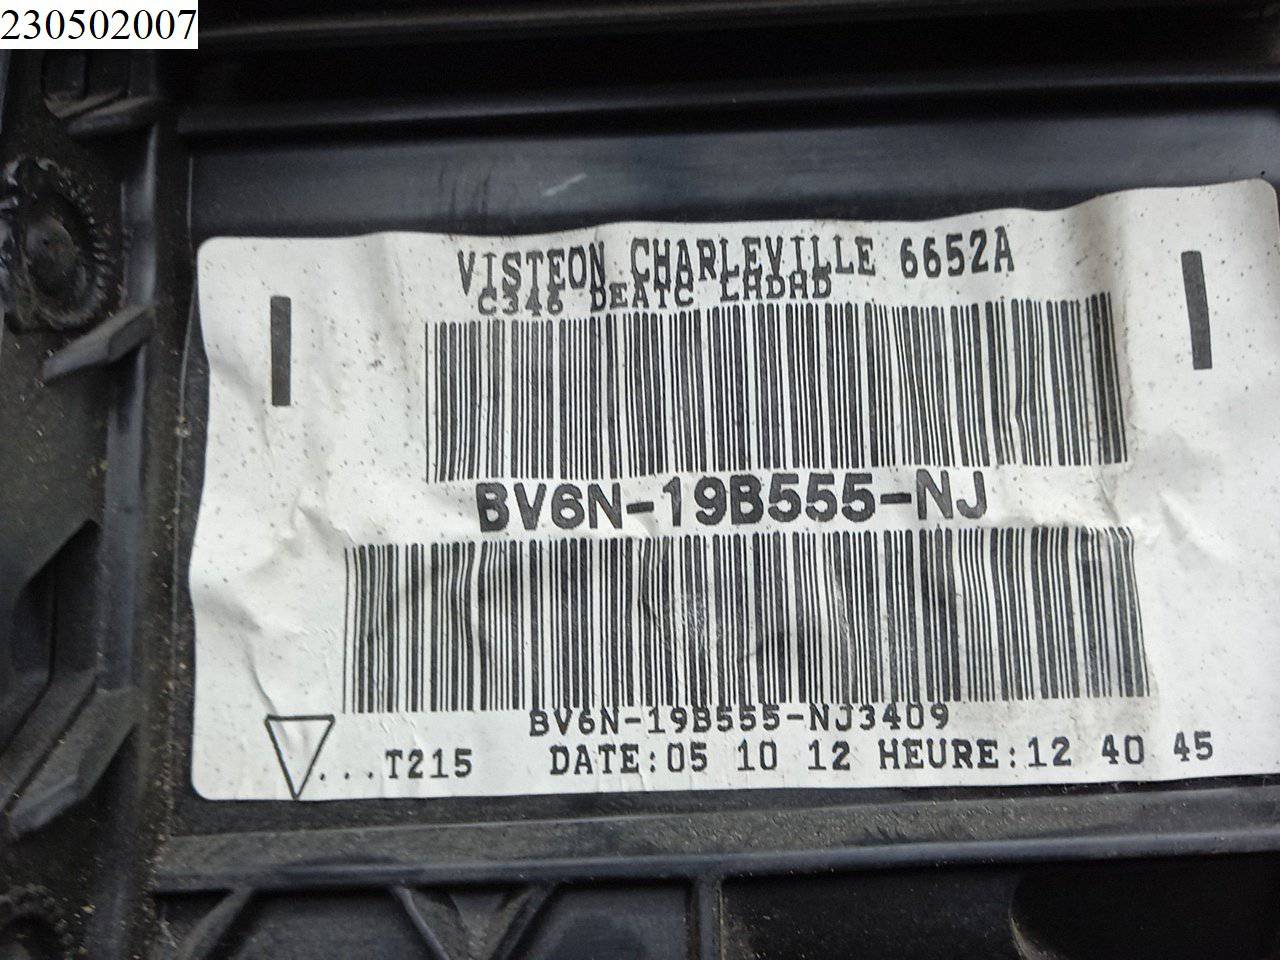 230502007
VISTEON CHARLEVILLE 6652A
C346 DEATC LHDHD
BV6N-19B555-NJ
BV6N-19B555-NJ3409
...T215 DATE:05 10 12 HEURE:12 40 45